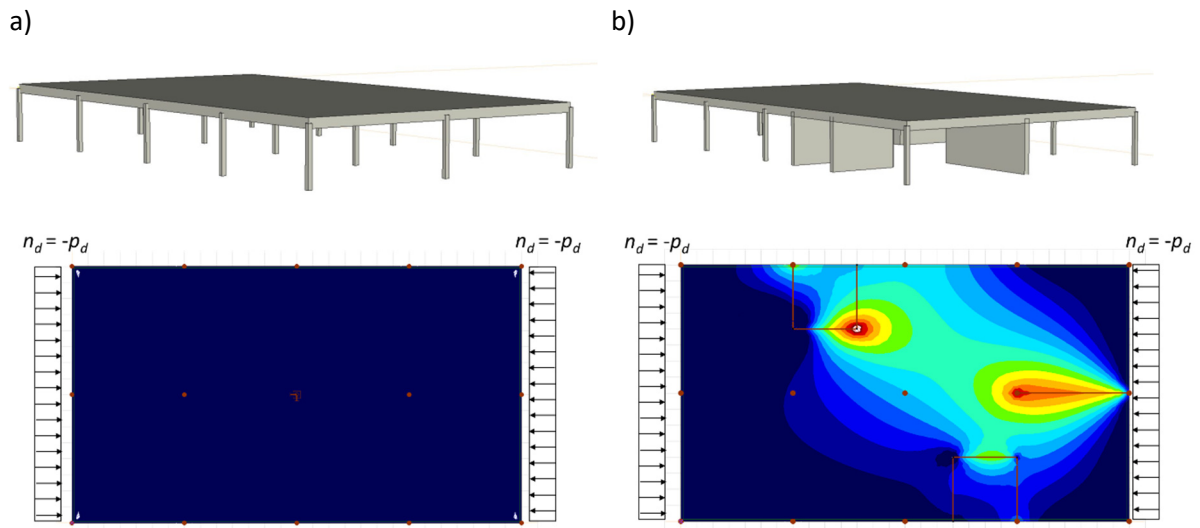 a)
b)
n_d = -p_d
n_d = -p_d
n_d = -p_d
n_d = -p_d